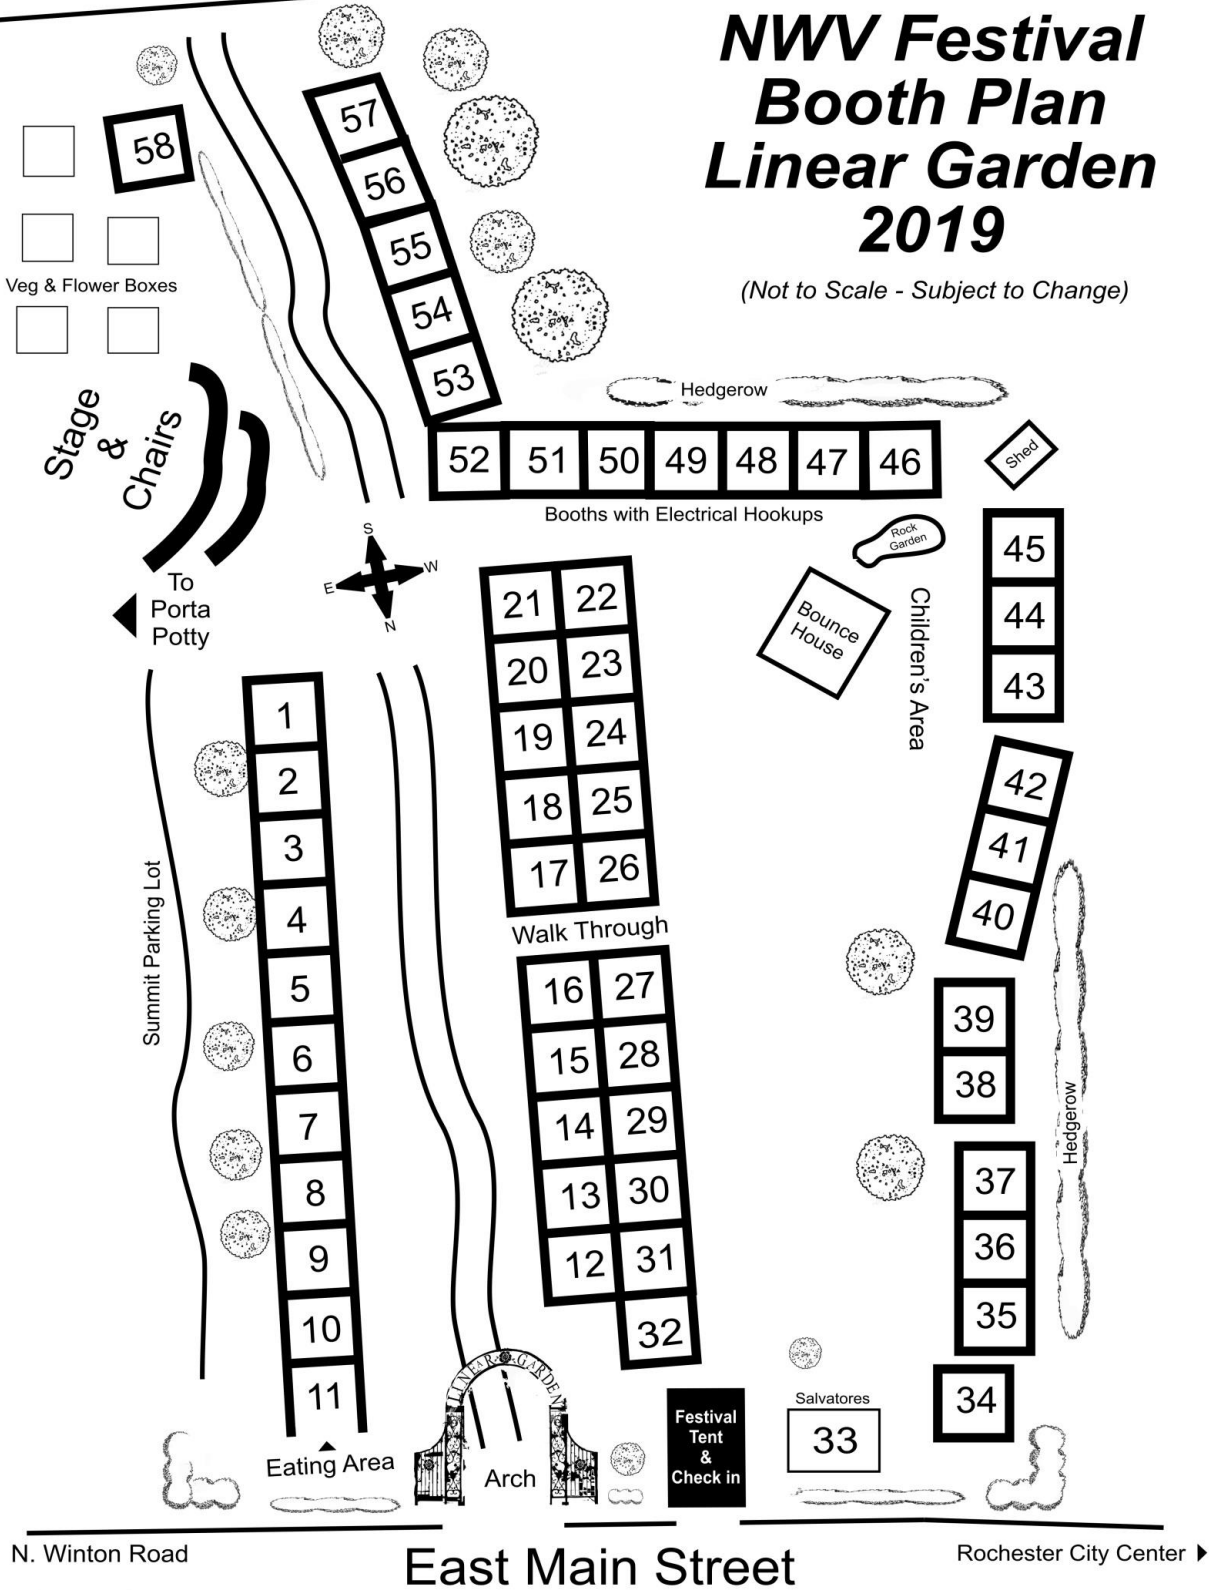 NWV Festival
Booth Plan
Linear Garden
2019
(Not to Scale - Subject to Change)
57
58
56
55
Veg & Flower Boxes
54
53
Hedgerow
Stage
&
Chairs
52 51 50 49 48 47 46
Shed
Booths with Electrical Hookups
S
E
W
N
Rock
Garden
45
44
43
To
Porta
Potty
Bounce
House
Children's Area
21 22
20 23
19 24
18 25
17 26
Walk Through
16 27
15 28
14 29
13 30
12 31
32
1
2
3
4
5
6
7
8
9
10
11
Summit Parking Lot
42
41
40
39
38
37
36
35
34
Hedgerow
LINEAR GARDEN
Eating Area
Arch
Festival
Tent
&
Check in
Salvatores
33
N. Winton Road
East Main Street
Rochester City Center